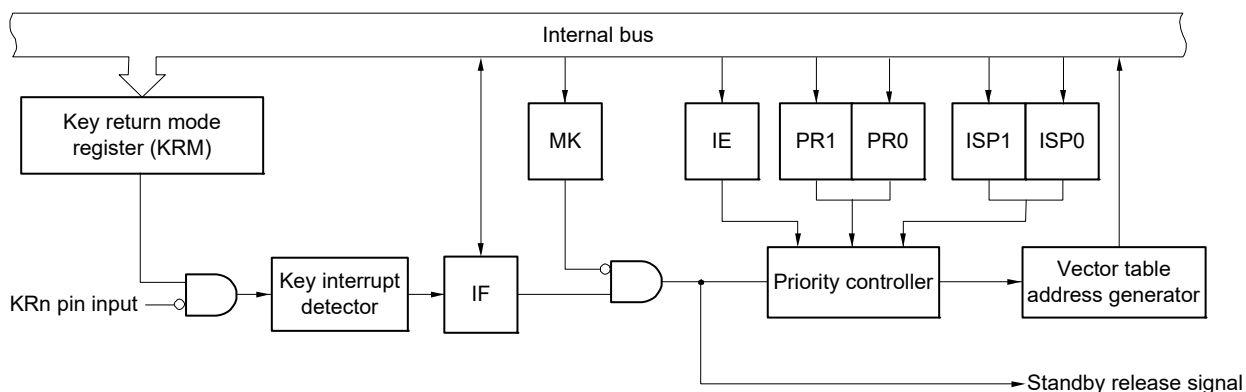 Internal bus
Key return mode
register (KRM)
MK
IE
PR1
PR0
ISP1
ISP0
Key interrupt
detector
IF
Priority controller
Vector table
address generator
KRn pin input
Standby release signal